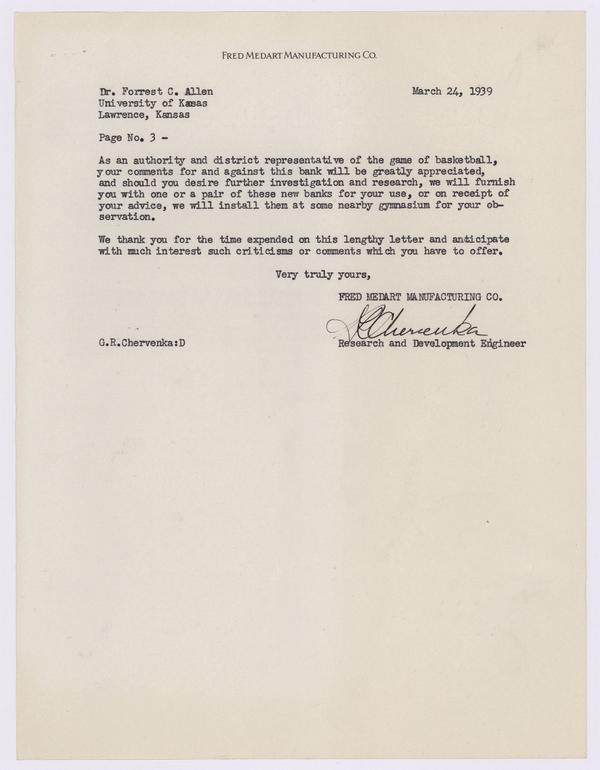 FRED MEDART MANUFACTURING CO.
Dr. Forrest C. Allen March 24, 1939
University of Kansas
Lawrence, Kansas
Page No. 3 -
As an authority and district representative of the game of basketball,
your comments for and against this bank will be greatly appreciated,
and should you desire further investigation and research, we will furnish
you with one or a pair of these new banks for your use, or on receipt of
your advice, we will install them at some nearby gymnasium for your ob-
servation.
We thank you for the time expended on this lengthy letter and anticipate
with much interest such criticisms or comments which you have to offer.
Very truly yours,
FRED MEDART MANUFACTURING CO.
G R Chervenka
G.R.Chervenka:D Research and Development Engineer